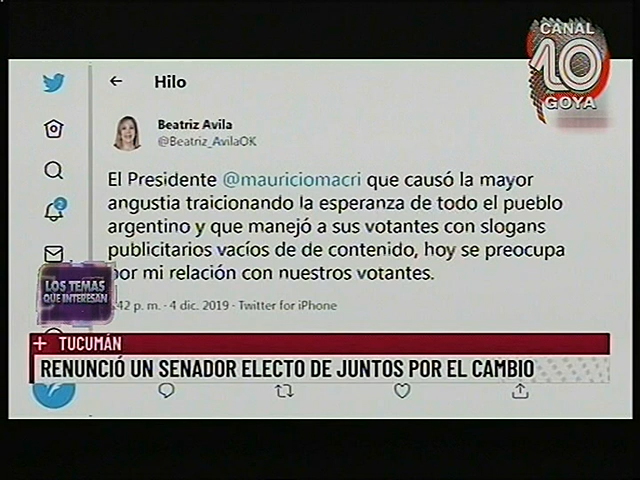 CANAL
10
GOYA
Hilo
Beatriz Avila
@Beatriz_AvilaOK
El Presidente @mauriciomacri que causó la mayor
angustia traicionando la esperanza de todo el pueblo
argentino y que manejó a sus votantes con slogans
publicitarios vacíos de de contenido, hoy se preocupa
por mi relación con nuestros votantes.
2
LOS TEMAS
QUE INTERESAN
:42 p. m. · 4 dic. 2019 · Twitter for iPhone
+ TUCUMÁN
RENUNCIÓ UN SENADOR ELECTO DE JUNTOS POR EL CAMBIO